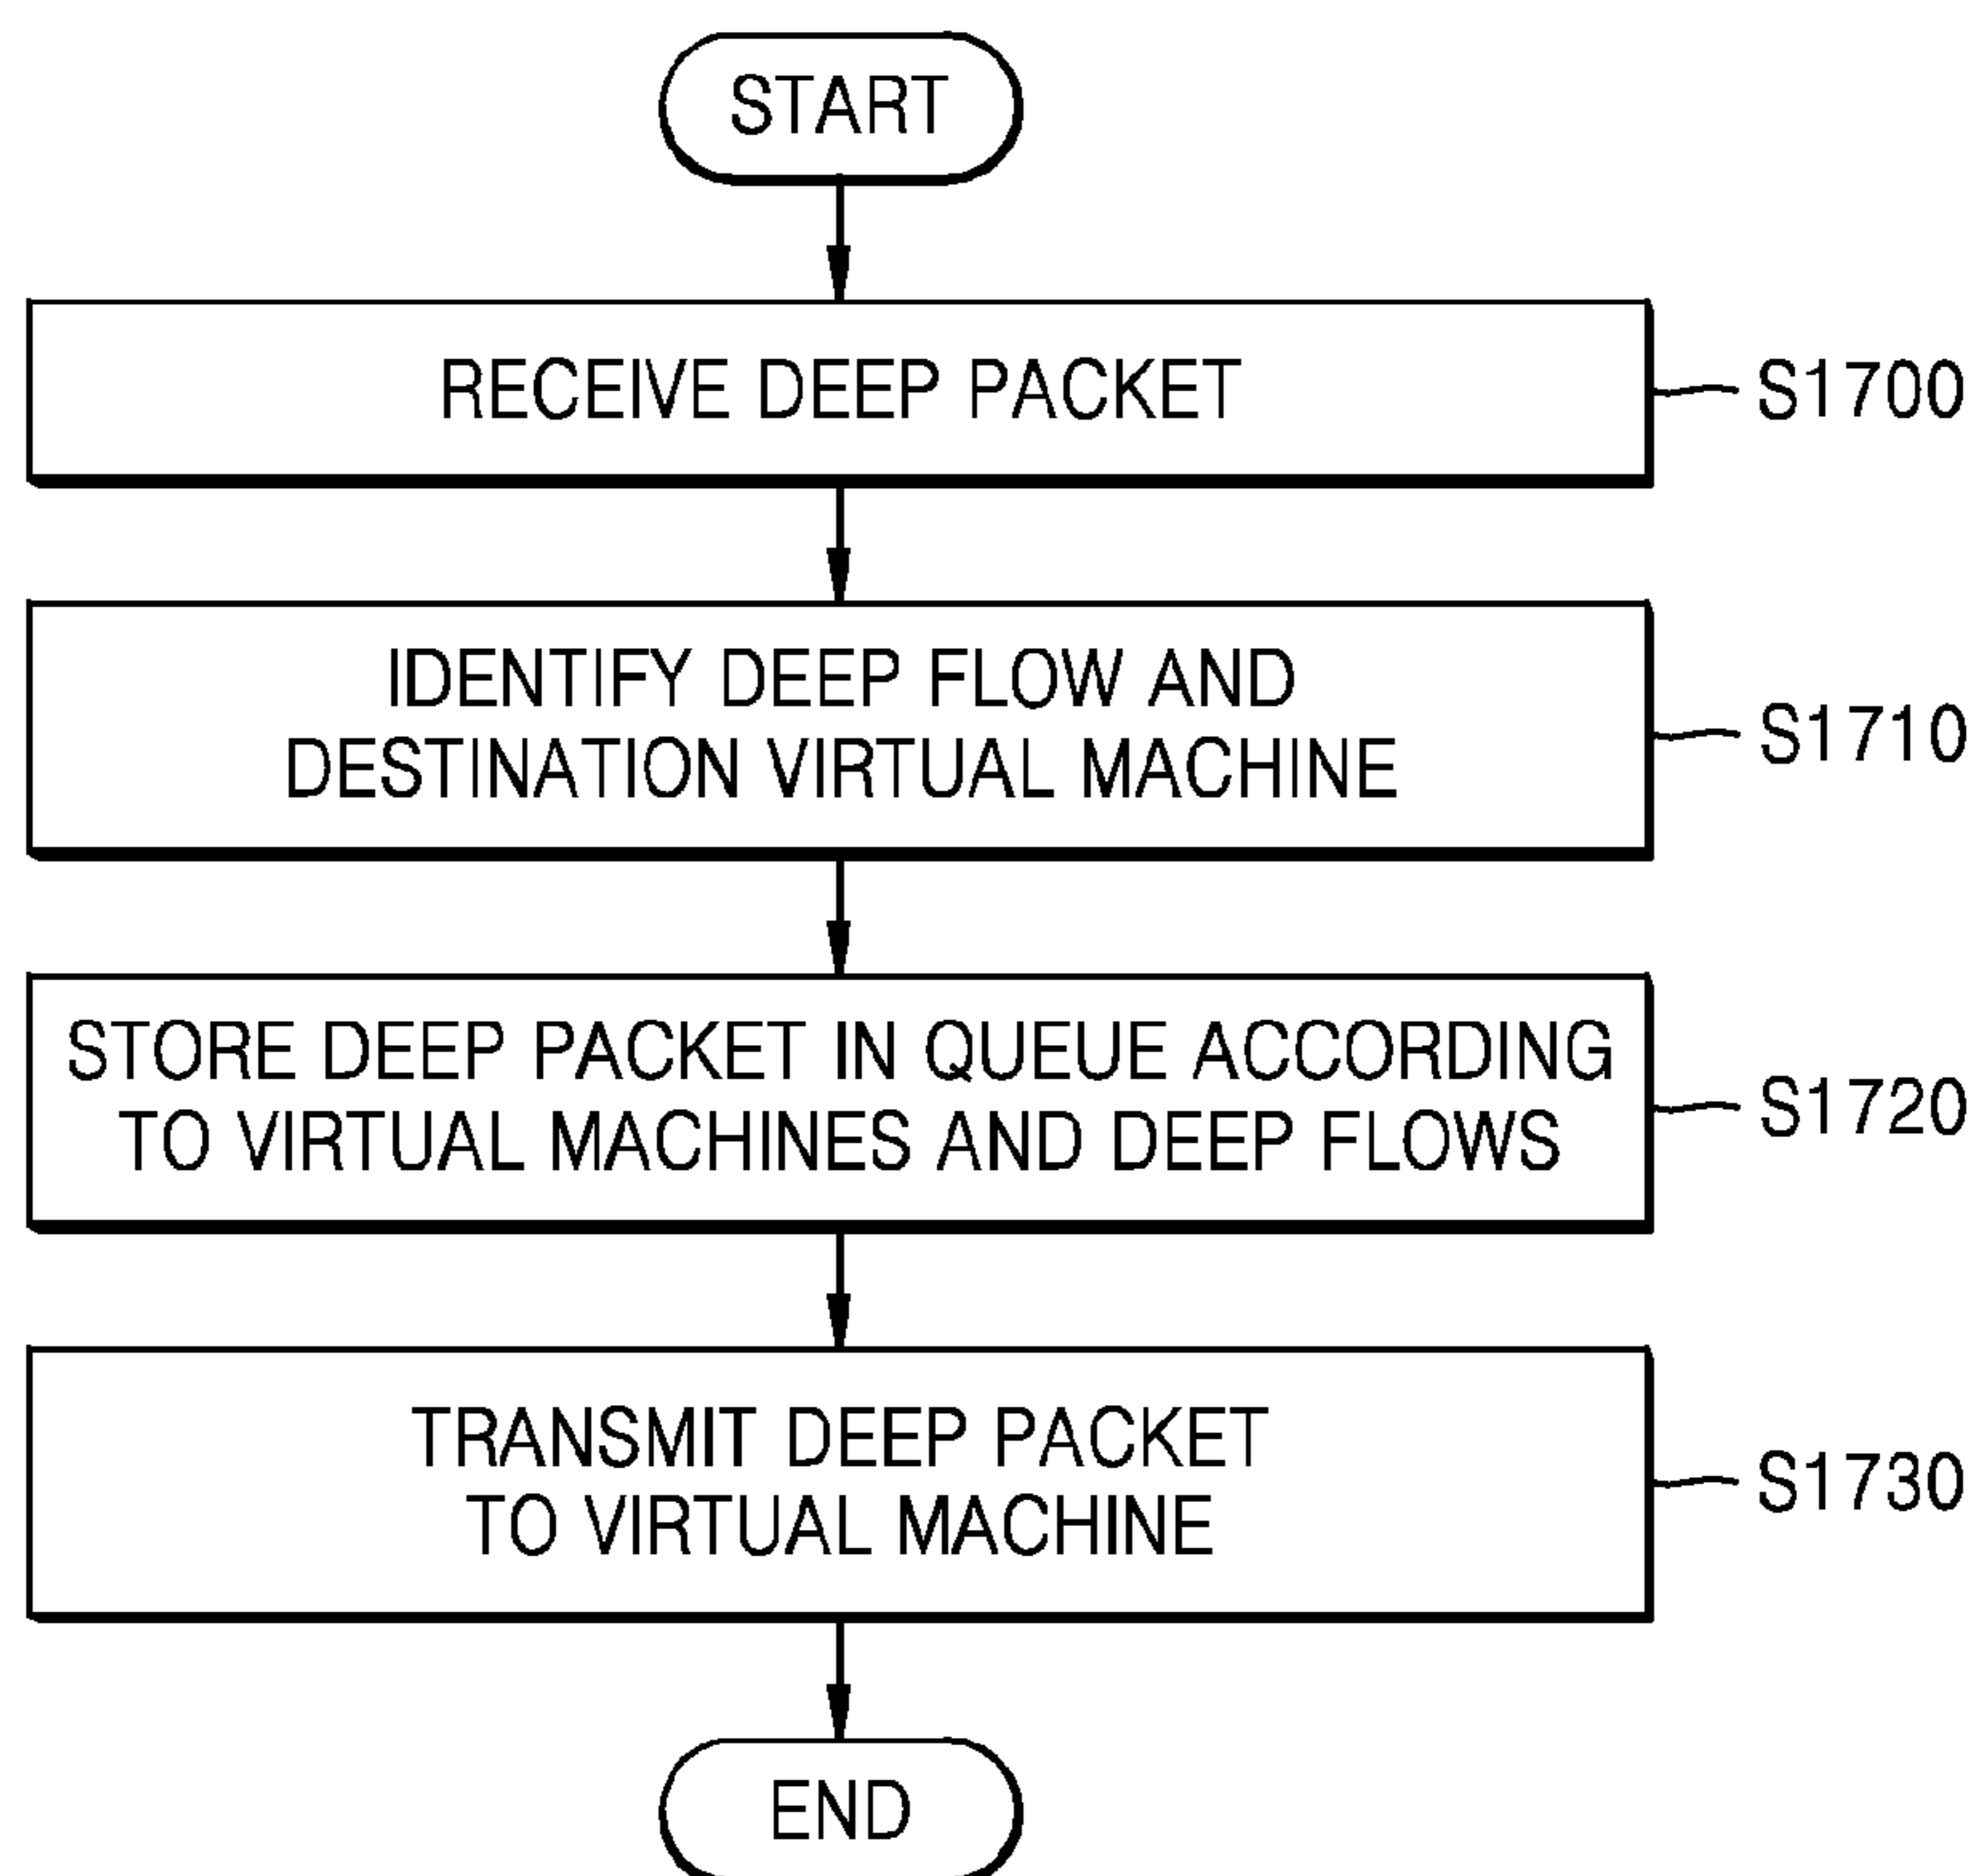 START
RECEIVE DEEP PACKET
S1700
IDENTIFY DEEP FLOW AND
DESTINATION VIRTUAL MACHINE
S1710
STORE DEEP PACKET IN QUEUE ACCORDING
TO VIRTUAL MACHINES AND DEEP FLOWS
S1720
TRANSMIT DEEP PACKET
TO VIRTUAL MACHINE
S1730
END